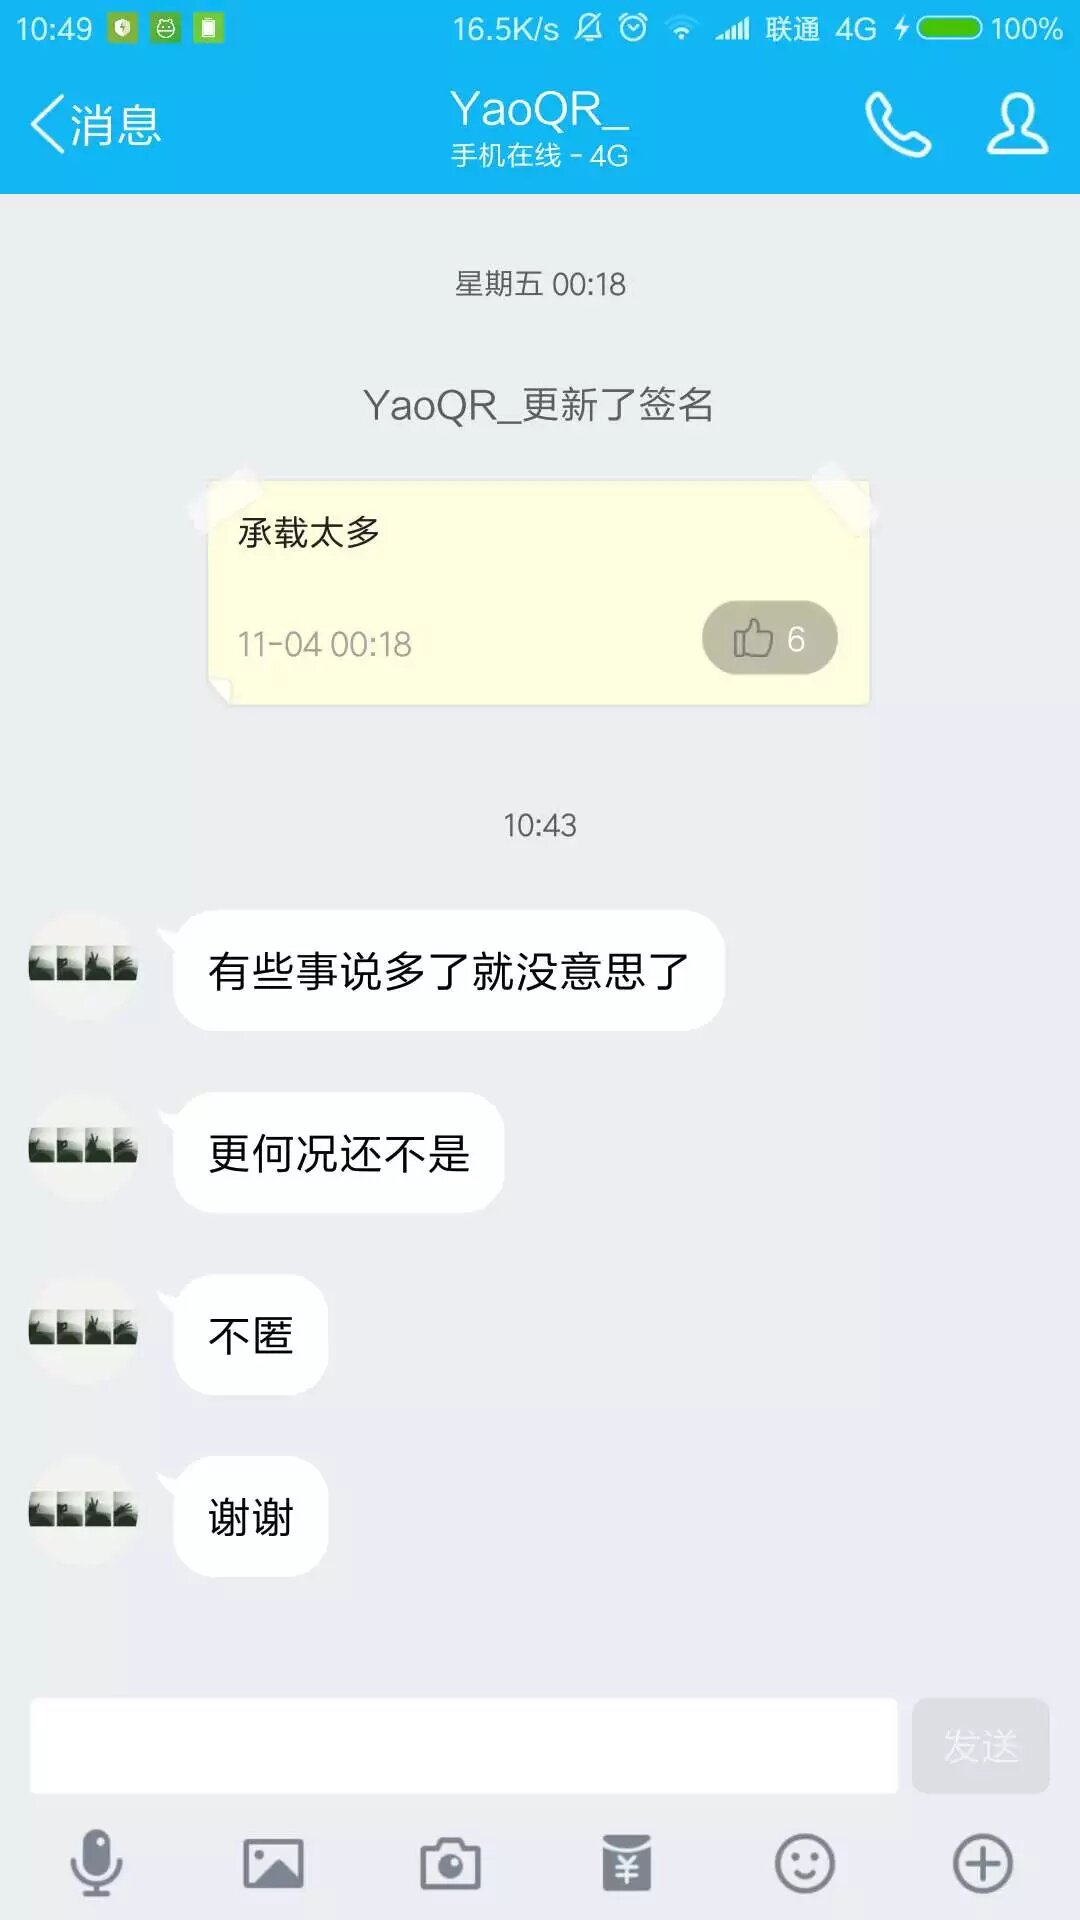 10:49 16.5K/s 联通 4G 100%
消息
YaoQR_
手机在线 - 4G
星期五 00:18
YaoQR_更新了签名
承载太多
11-04 00:18
6
10:43
有些事说多了就没意思了
更何况还不是
不匿
谢谢
发送